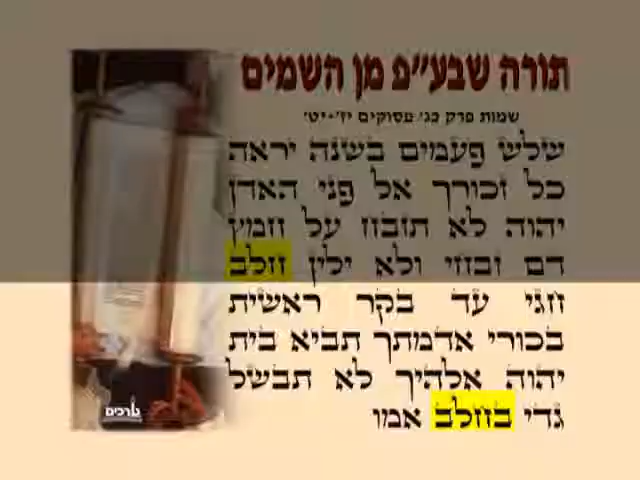 תורה שבע״פ מן השמים
שמות פרק כג׳ פסוקים יז׳-יט׳
שלש פעמים בשנה יראה
כל זכורך אל פני האדן
יהוה לא תזבח על חמץ
דם זבחי ולא ילין חלב
חגי עד בקר ראשית
בכורי אדמתך תביא בית
יהוה אלהיך לא תבשל
גדי בחלב אמו
ערכים